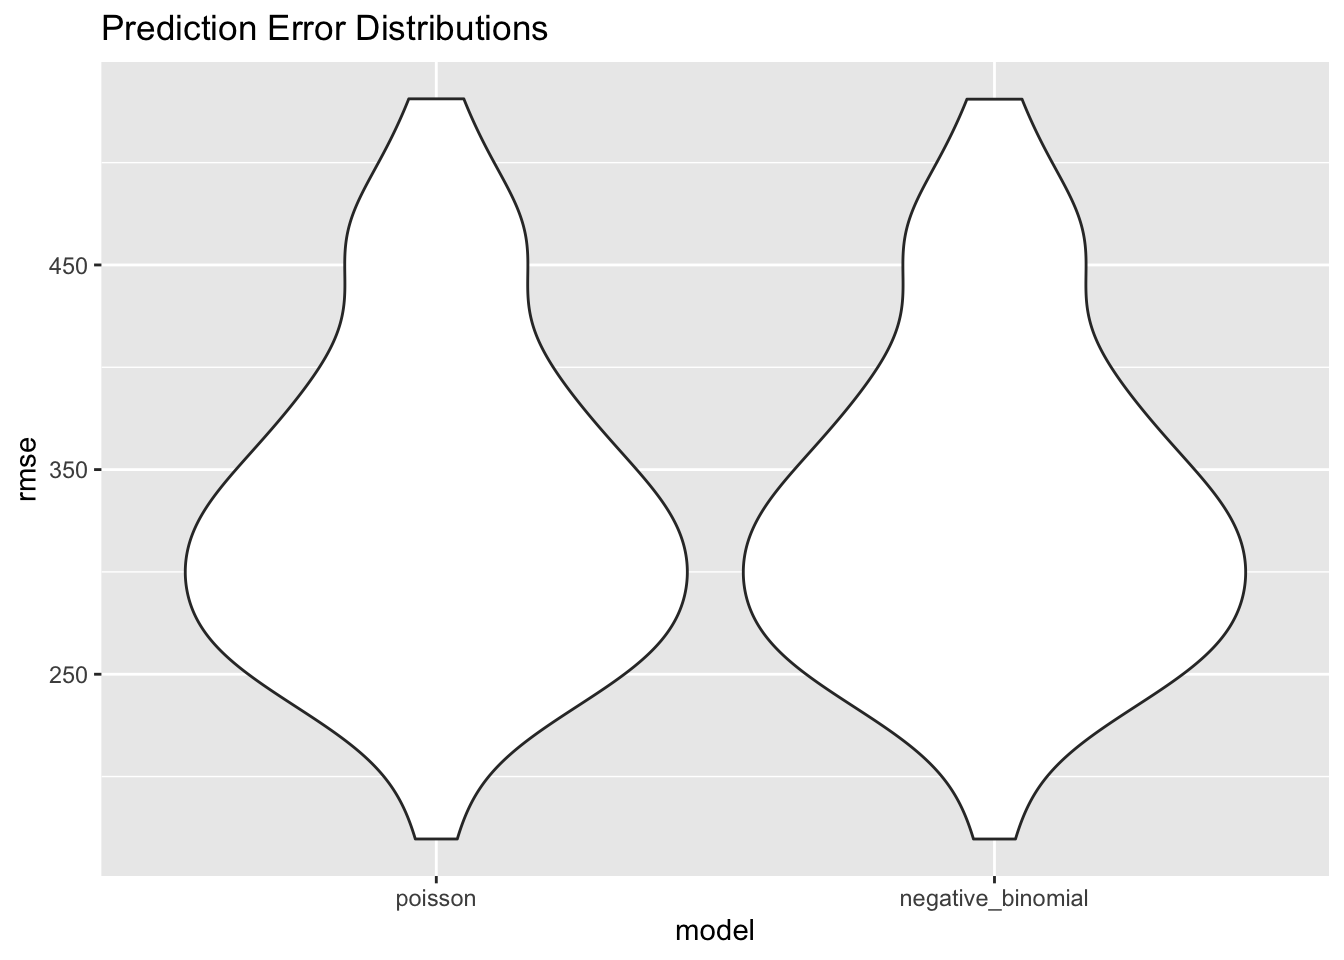 Prediction Error Distributions
450
350
250
rmse
poisson negative_binomial
model